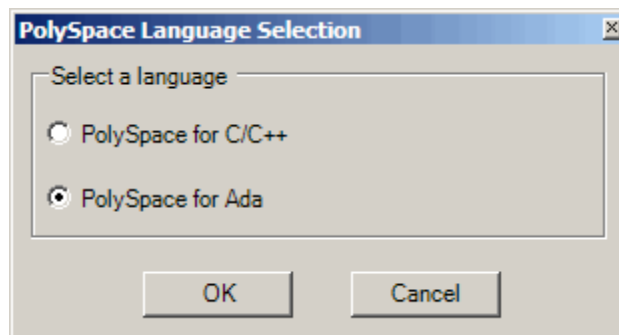 PolySpace Language Selection
Select a language
PolySpace for C/C++
PolySpace for Ada
OK Cancel